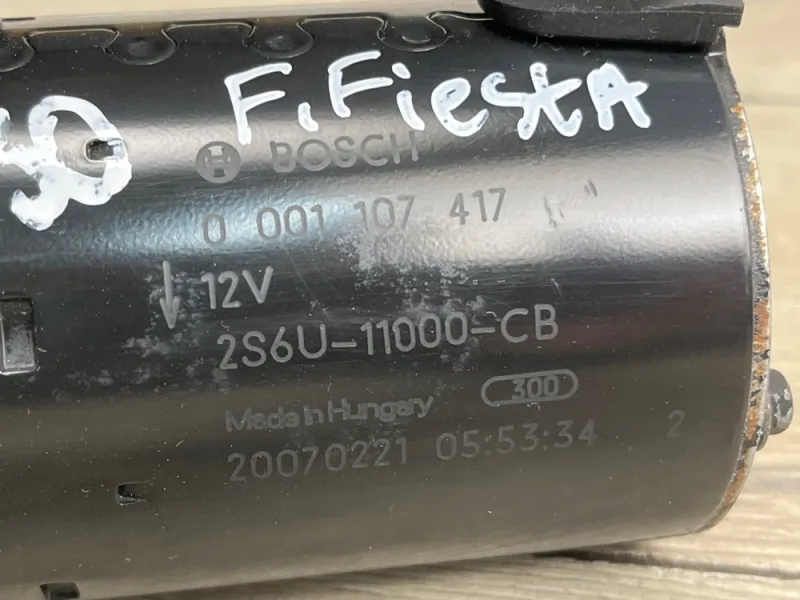 F. Fiesta
50
BOSCH
0 001 107 417
12V
2S6U-11000-CB
300
Made in Hungary
20070221 05:53:34 2